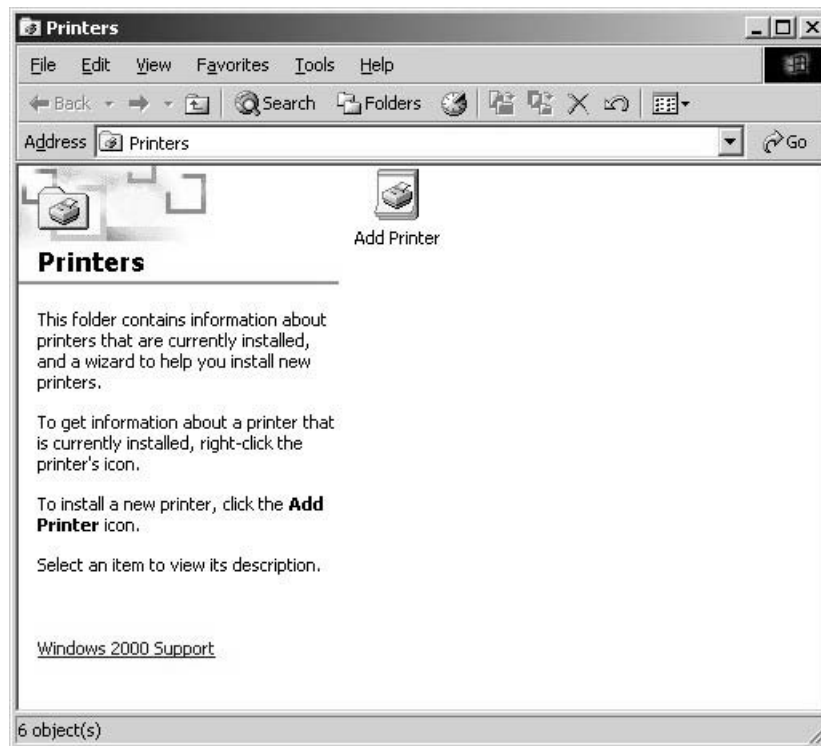 Printers
File Edit View Favorites Tools Help
Back Search Folders
Address Printers Go
Add Printer
Printers
This folder contains information about
printers that are currently installed,
and a wizard to help you install new
printers.
To get information about a printer that
is currently installed, right-click the
printer's icon.
To install a new printer, click the Add
Printer icon.
Select an item to view its description.
Windows 2000 Support
6 object(s)